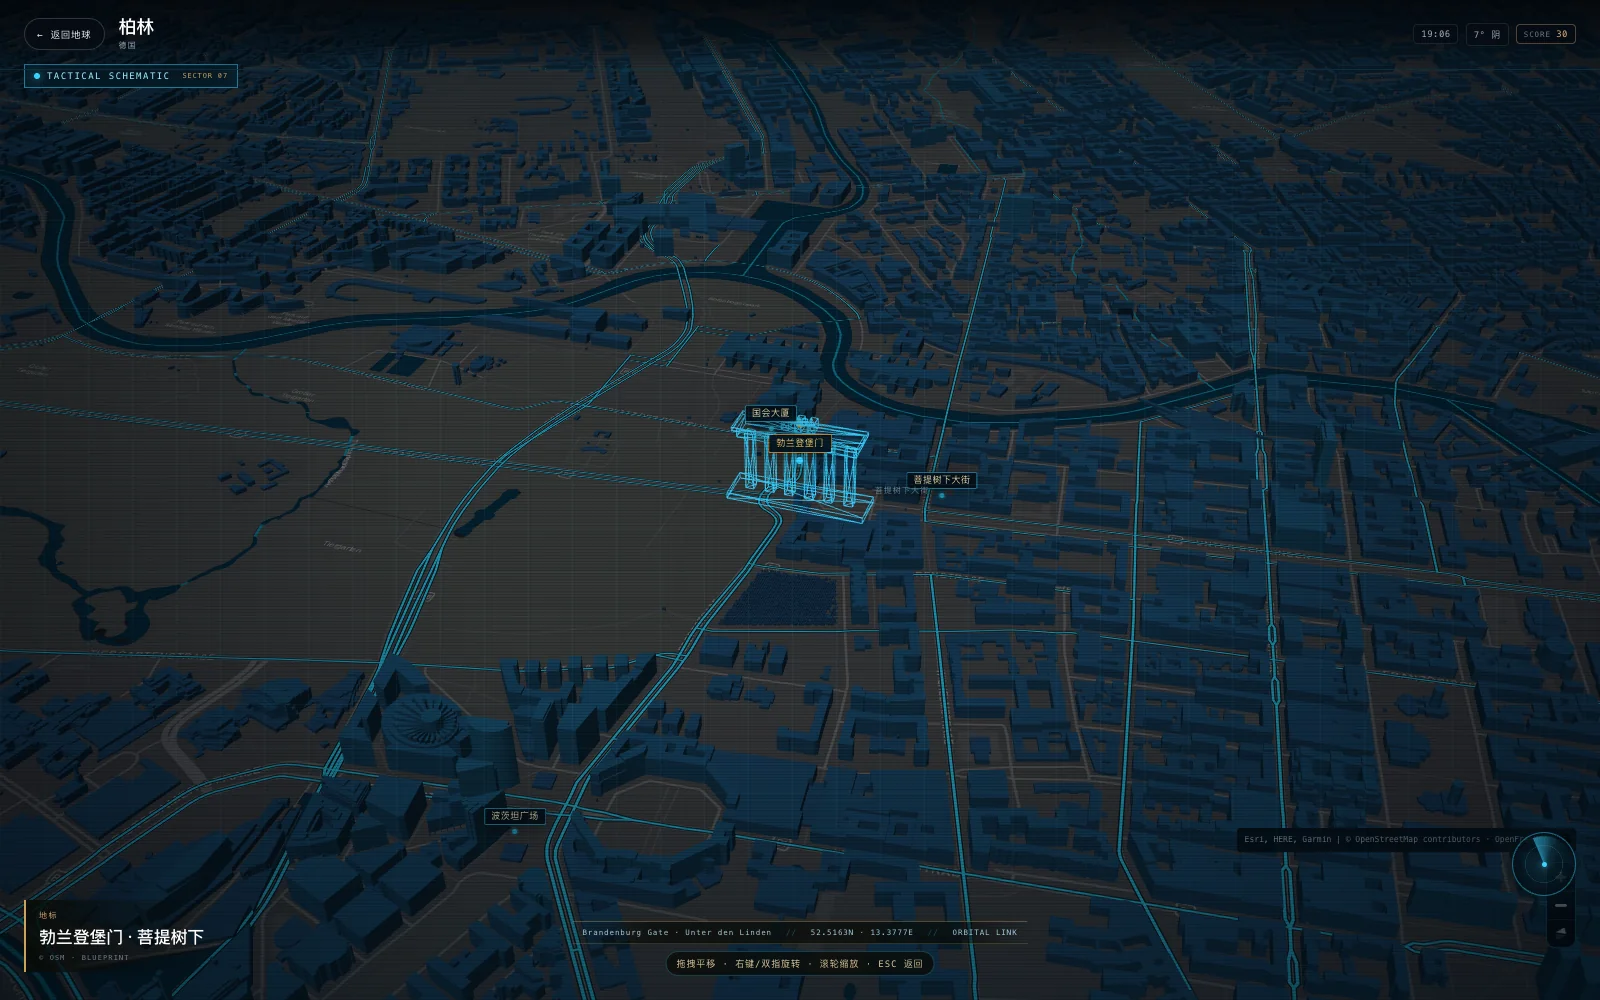 ← 返回地球
柏林
德国
19:06
7° 阴
SCORE 30
TACTICAL SCHEMATIC SECTOR 07
国会大厦
勃兰登堡门
菩提树下大街
菩提树下大街
Tiergarten
波茨坦广场
Esri, HERE, Garmin | © OpenStreetMap contributors · OpenFr
地标
勃兰登堡门 · 菩提树下
© OSM · BLUEPRINT
Brandenburg Gate · Unter den Linden // 52.5163N · 13.3777E // ORBITAL LINK
拖拽平移 · 右键/双指旋转 · 滚轮缩放 · ESC 返回